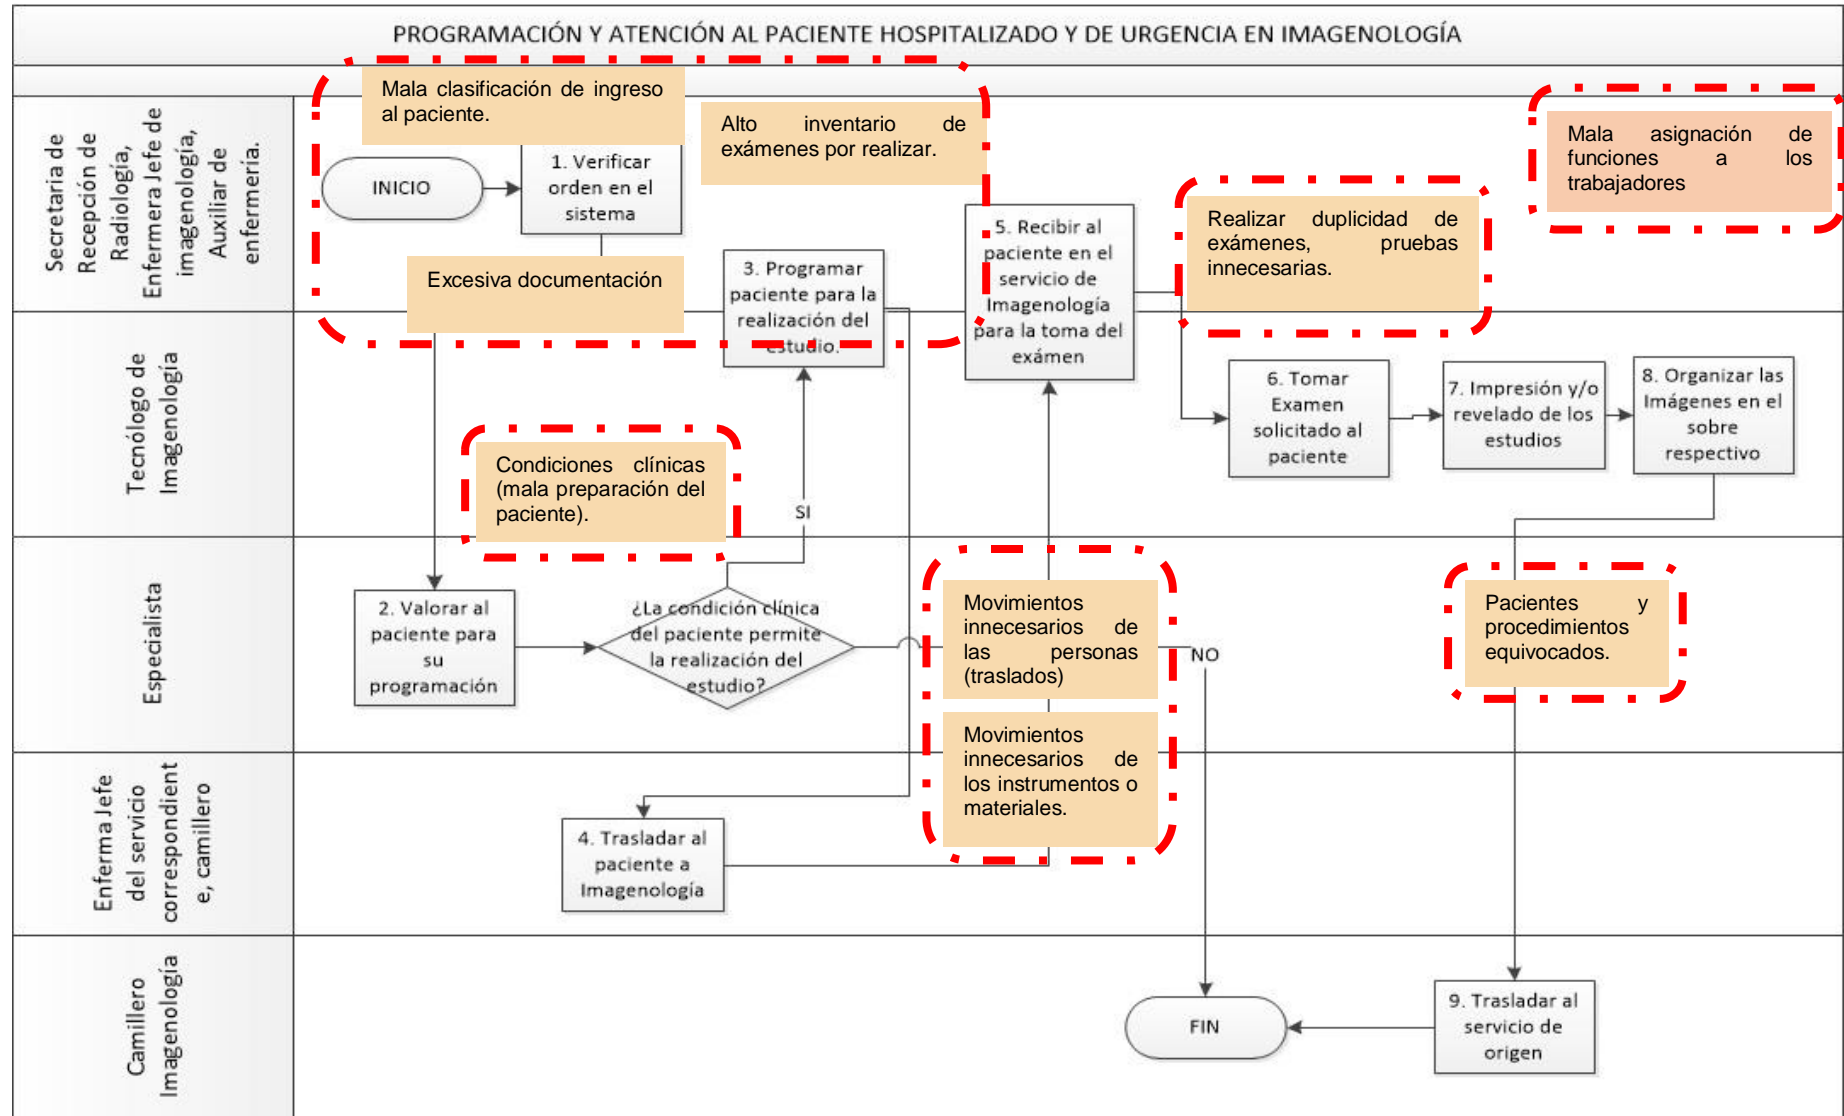 PROGRAMACIÓN Y ATENCIÓN AL PACIENTE HOSPITALIZADO Y DE URGENCIA EN IMAGENOLOGÍA
Secretaria de
Recepción de
Radiología,
Enfermera Jefe de
imagenología,
Auxiliar de
enfermería.
Mala clasificación de ingreso
al paciente.
Alto inventario de
exámenes por realizar.
Mala asignación de
funciones a los
trabajadores
INICIO
1. Verificar
orden en el
sistema
Excesiva documentación
3. Programar
paciente para la
realización del
estudio.
5. Recibir al
paciente en el
servicio de
Imagenología
para la toma del
exámen
Realizar duplicidad de
exámenes, pruebas
innecesarias.
Tecnólogo de
Imagenología
6. Tomar
Examen
solicitado al
paciente
7. Impresión y/o
revelado de los
estudios
8. Organizar las
Imágenes en el
sobre
respectivo
Condiciones clínicas
(mala preparación del
paciente).
SI
Especialista
2. Valorar al
paciente para
su
programación
¿La condición clínica
del paciente permite
la realización del
estudio?
Movimientos
innecesarios de
las personas
(traslados)
NO
Pacientes y
procedimientos
equivocados.
Movimientos
innecesarios de
los instrumentos o
materiales.
Enferma Jefe
del servicio
correspondient
e, camillero
4. Trasladar al
paciente a
Imagenología
Camillero
Imagenología
FIN
9. Trasladar al
servicio de
origen